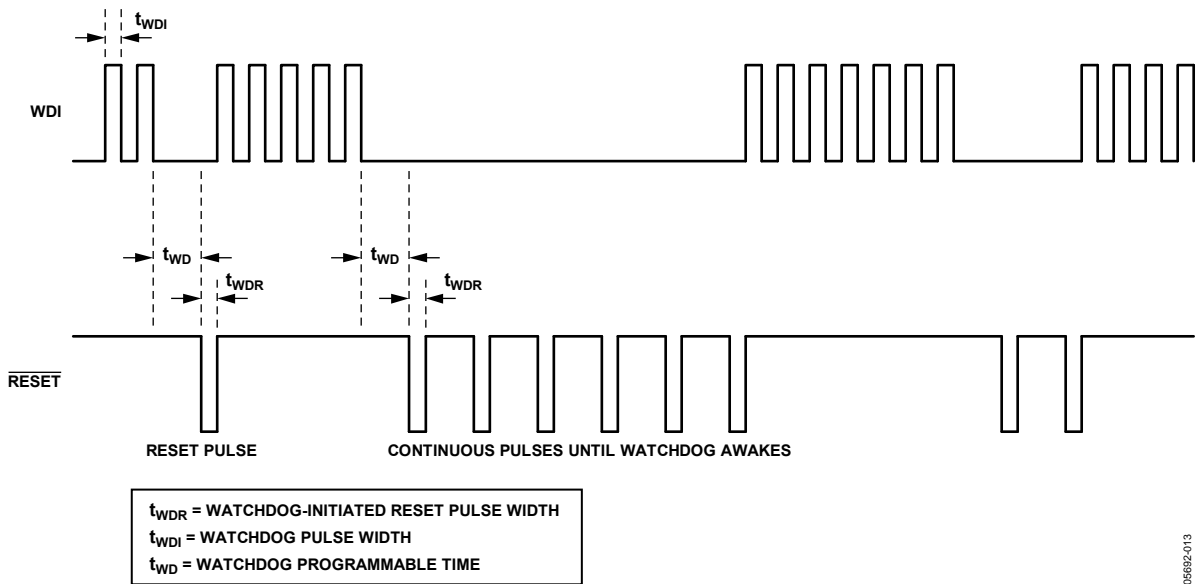 tWDI
WDI
tWD
tWD
tWDR
tWDR
RESET
RESET PULSE
CONTINUOUS PULSES UNTIL WATCHDOG AWAKES
tWDR = WATCHDOG-INITIATED RESET PULSE WIDTH
tWDI = WATCHDOG PULSE WIDTH
tWD = WATCHDOG PROGRAMMABLE TIME
05692-013